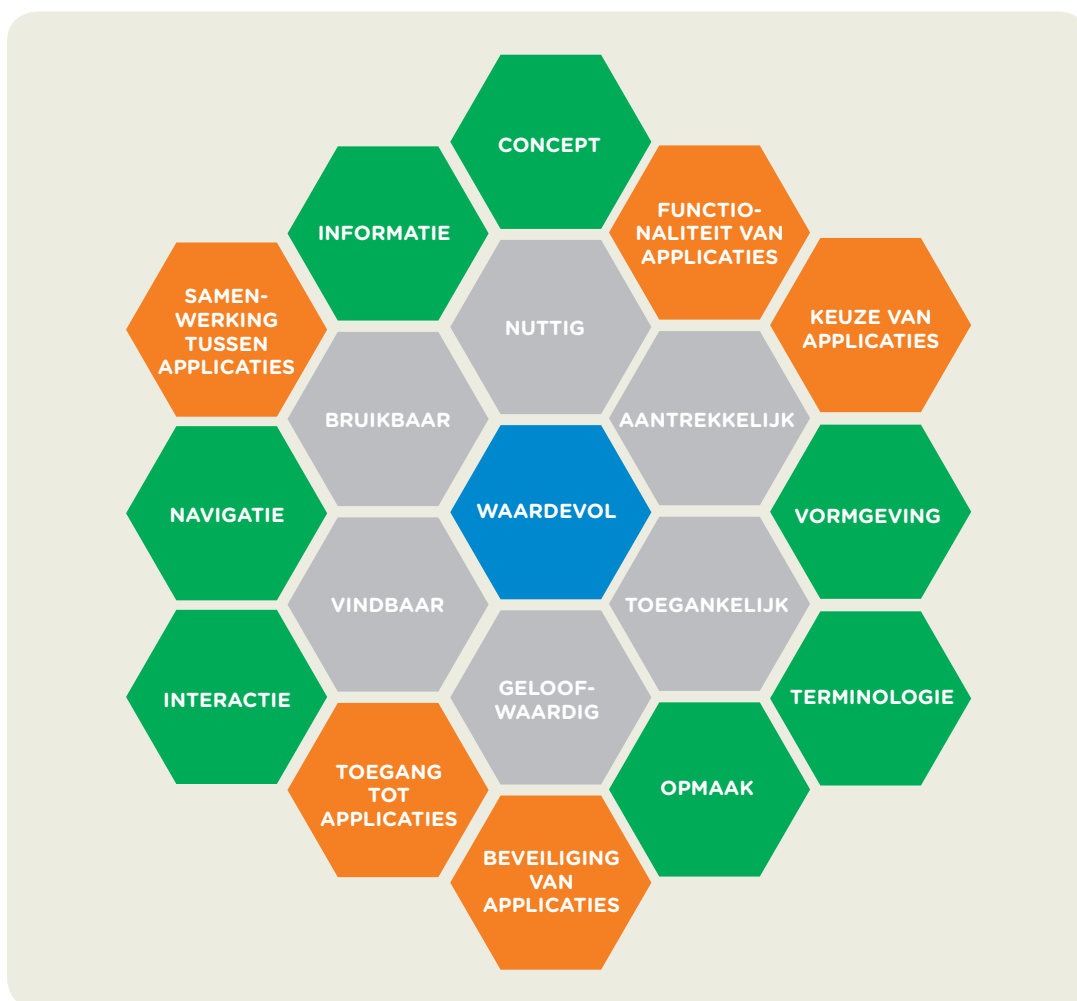 CONCEPT
FUNCTIO-
NALITEIT VAN
APPLICATIES
INFORMATIE
SAMEN-
WERKING
TUSSEN
APPLICATIES
NUTTIG
KEUZE VAN
APPLICATIES
BRUIKBAAR
AANTREKKELIJK
NAVIGATIE
WAARDEVOL
VORMGEVING
VINDBAAR
TOEGANKELIJK
INTERACTIE
GELOOF-
WAARDIG
TERMINOLOGIE
TOEGANG
TOT
APPLICATIES
OPMAAK
BEVEILIGING
VAN
APPLICATIES